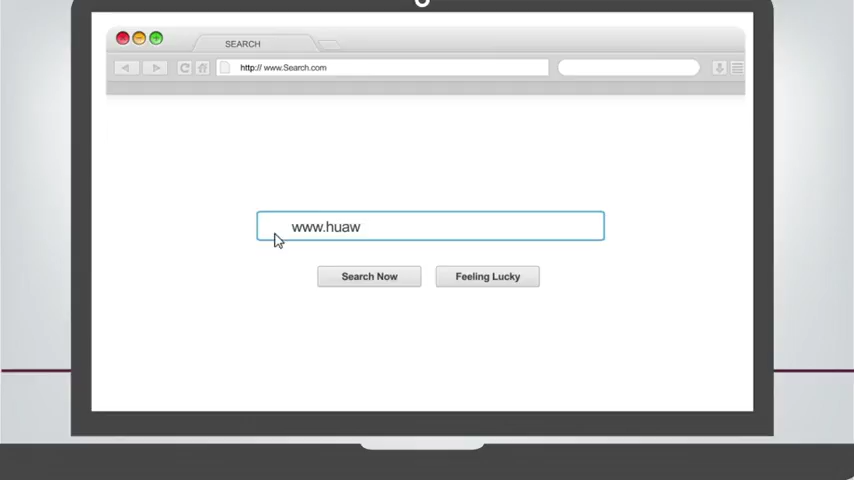 SEARCH
http:// www.Search.com
www.huaw
Search Now
Feeling Lucky